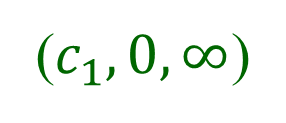 (c₁, 0, ∞)